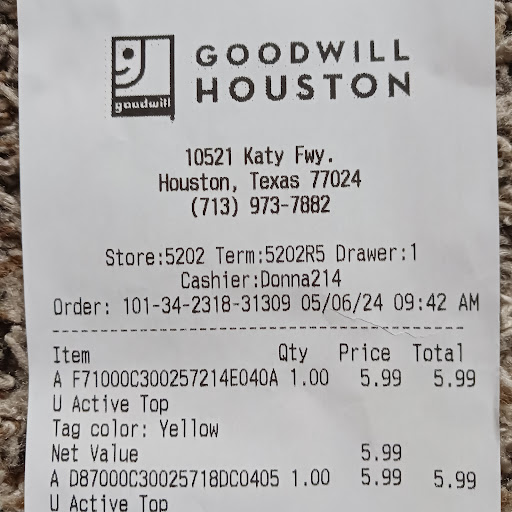 goodwill
GOODWILL
HOUSTON
10521 Katy Fwy.
Houston, Texas 77024
(713) 973-7882
Store:5202 Term:5202R5 Drawer:1
Cashier:Donna214
Order: 101-34-2318-31309 05/06/24 09:42 AM
Item Qty Price Total
A F71000C300257214E040A 1.00 5.99 5.99
U Active Top
Tag color: Yellow
Net Value 5.99
A D87000C30025718DC0405 1.00 5.99 5.99
U Active Top